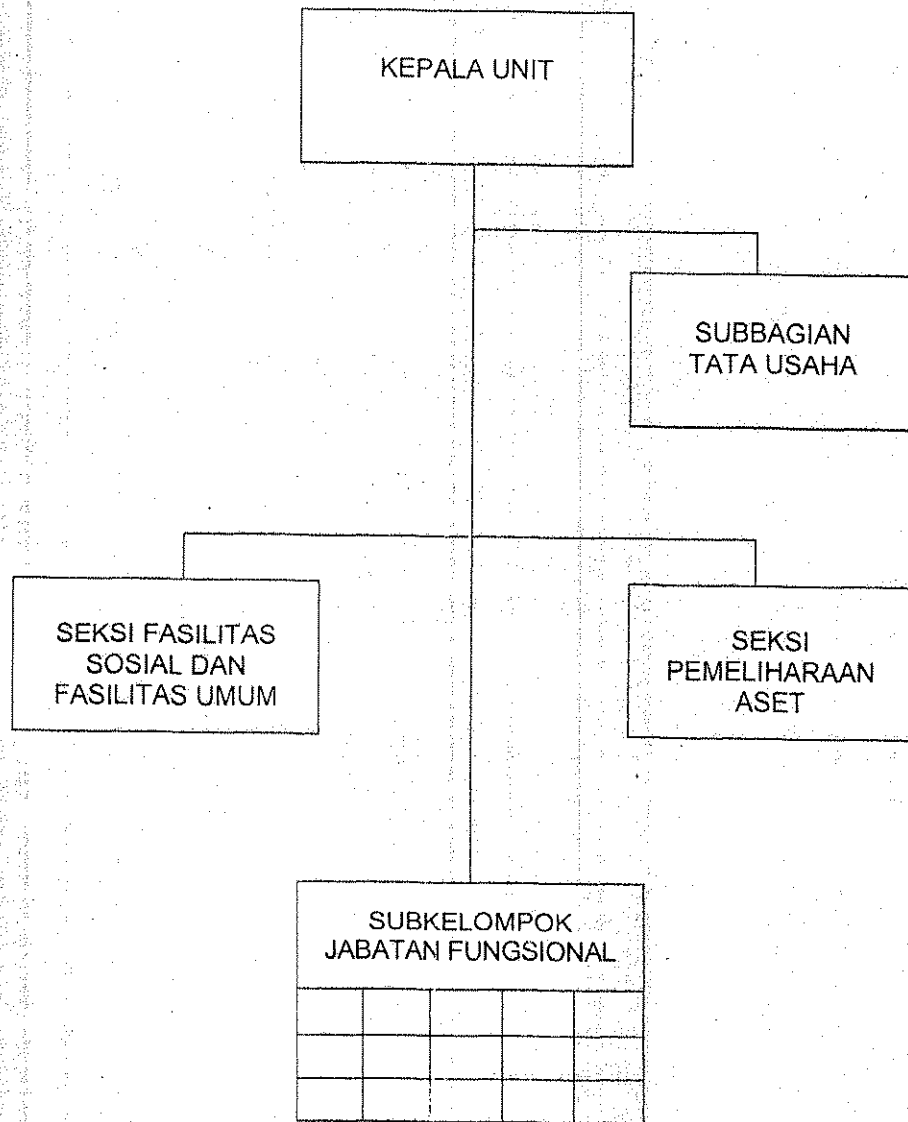 KEPALA UNIT
SUBBAGIAN
TATA USAHA
SEKSI FASILITAS
SOSIAL DAN
FASILITAS UMUM
SEKSI
PEMELIHARAAN
ASET
SUBKELOMPOK
JABATAN FUNGSIONAL